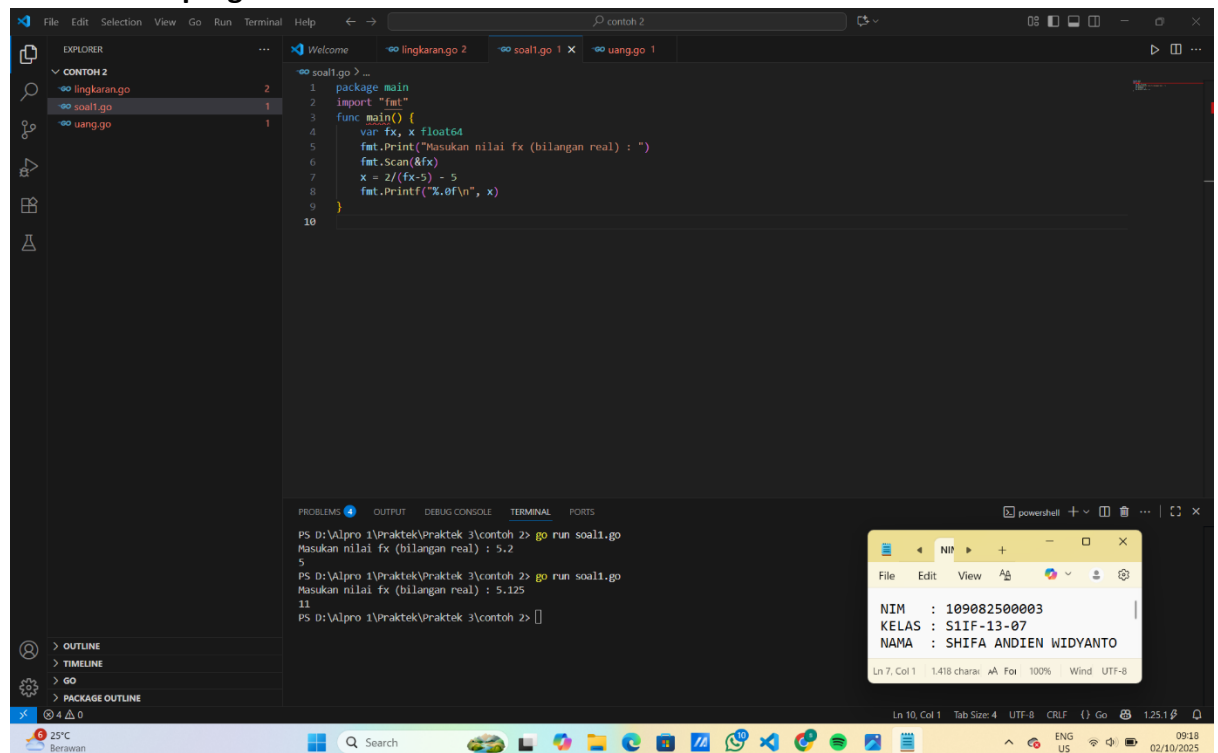 File Edit Selection View Go Run Terminal Help
contoh 2
EXPLORER
Welcome
lingkaran.go 2
soal1.go 1
uang.go 1
CONTOH 2
lingkaran.go 2
soal1.go 1
uang.go 1
soal1.go > ...
1 package main
2 import "fmt"
3 func main() {
4 var fx, x float64
5 fmt.Print("Masukan nilai fx (bilangan real) : ")
6 fmt.Scan(&fx)
7 x = 2/(fx-5) - 5
8 fmt.Printf("%.0f\n", x)
9 }
10
PROBLEMS 4 OUTPUT DEBUG CONSOLE TERMINAL PORTS
powershell
PS D:\Alpro 1\Praktek\Praktek 3\contoh 2> go run soal1.go
Masukan nilai fx (bilangan real) : 5.2
5
PS D:\Alpro 1\Praktek\Praktek 3\contoh 2> go run soal1.go
Masukan nilai fx (bilangan real) : 5.125
11
PS D:\Alpro 1\Praktek\Praktek 3\contoh 2>
NIM
File Edit View
NIM : 109082500003
KELAS : S1IF-13-07
NAMA : SHIFA ANDIEN WIDYANTO
Ln 7, Col 1 1.418 charac 100% Wind UTF-8
OUTLINE
TIMELINE
GO
PACKAGE OUTLINE
4 0
Ln 10, Col 1 Tab Size: 4 UTF-8 CRLF {} Go 1.25.1
6
25°C
Berawan
Search
ENG
US
09:18
02/10/2025